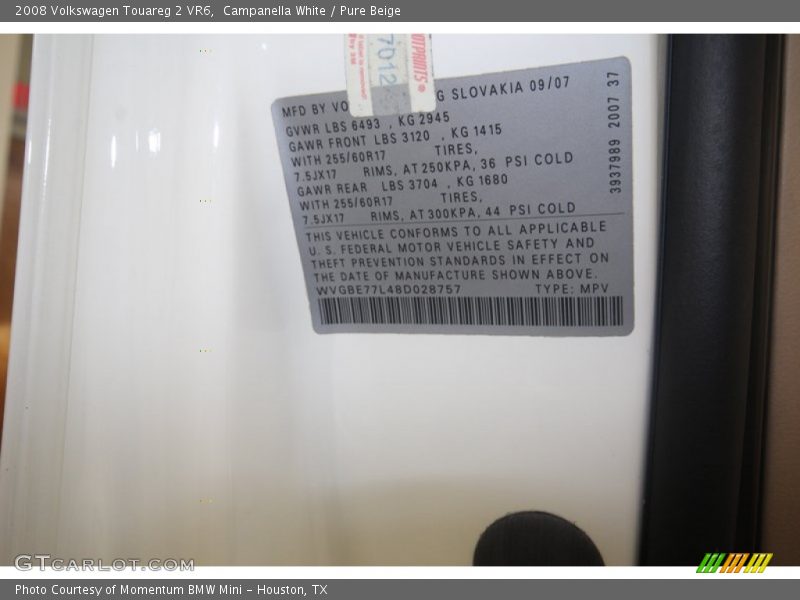 2008 Volkswagen Touareg 2 VR6, Campanella White / Pure Beige
7012
OTPRINTS®
MFD BY VO G SLOVAKIA 09/07
GVWR LBS 6493 , KG 2945
GAWR FRONT LBS 3120 , KG 1415
WITH 255/60R17 TIRES,
7.5JX17 RIMS, AT 250KPA, 36 PSI COLD
GAWR REAR LBS 3704 , KG 1680
WITH 255/60R17 TIRES,
7.5JX17 RIMS, AT 300KPA, 44 PSI COLD
THIS VEHICLE CONFORMS TO ALL APPLICABLE
U. S. FEDERAL MOTOR VEHICLE SAFETY AND
THEFT PREVENTION STANDARDS IN EFFECT ON
THE DATE OF MANUFACTURE SHOWN ABOVE.
WVGBE77L48D028757 TYPE: MPV
3937989 2007 37
GTCARLOT.COM
Photo Courtesy of Momentum BMW Mini - Houston, TX